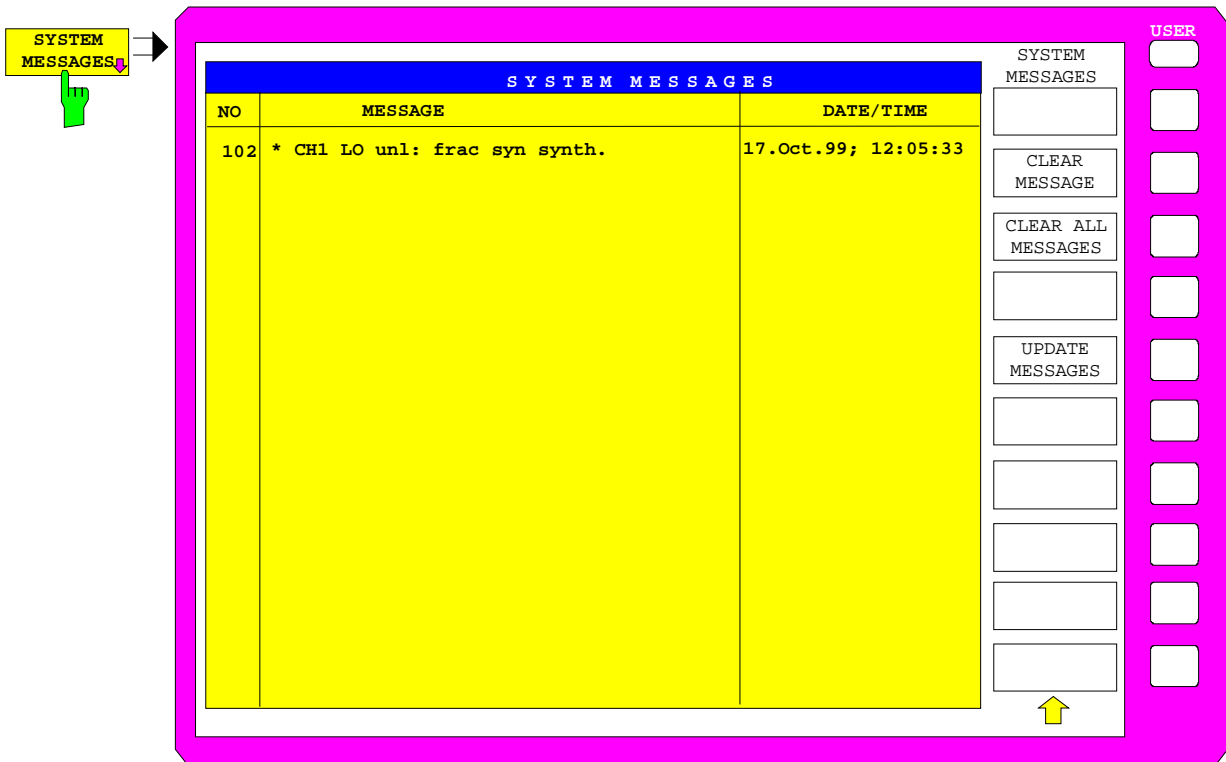 SYSTEM
MESSAGES
USER
SYSTEM
MESSAGES
SYSTEM MESSAGES
NO MESSAGE DATE/TIME
102 * CH1 LO unl: frac syn synth. 17.Oct.99; 12:05:33
CLEAR
MESSAGE
CLEAR ALL
MESSAGES
UPDATE
MESSAGES